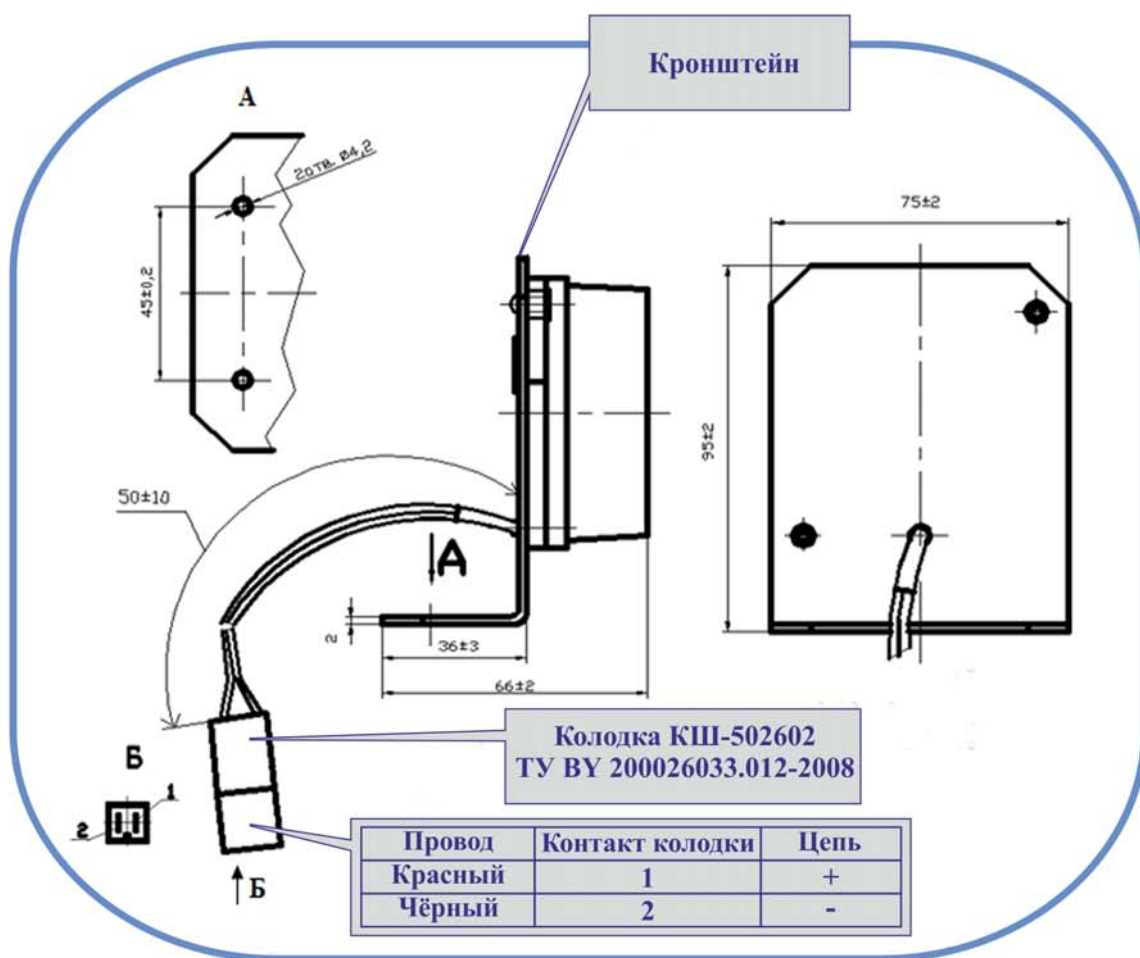 Кронштейн
А
2отв. ø4,2
45±0,2
75±2
95±2
50±10
А
2
36±3
66±2
Колодка КШ-502602
ТУ BY 200026033.012-2008
Б
1
2
Б
Провод Контакт колодки Цепь
Красный 1 +
Чёрный 2 -